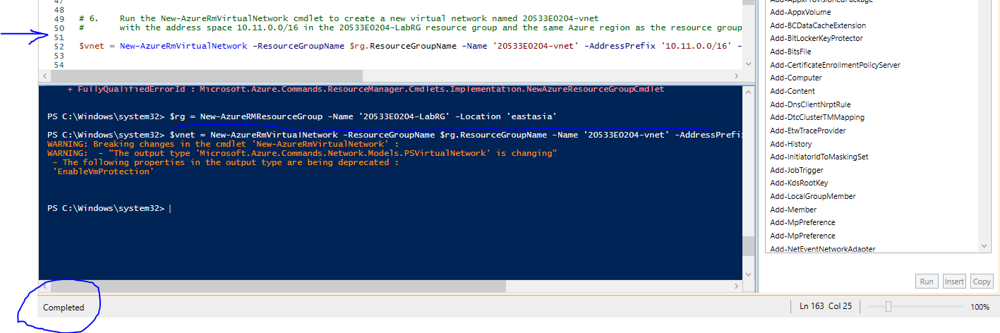 47
48
49 # 6. Run the New-AzureRmVirtualNetwork cmdlet to create a new virtual network named 20533E0204-vnet
50 # with the address space 10.11.0.0/16 in the 20533E0204-LabRG resource group and the same Azure region as the resource group
51
52 $vnet = New-AzureRmVirtualNetwork -ResourceGroupName $rg.ResourceGroupName -Name '20533E0204-vnet' -AddressPrefix '10.11.0.0/16' -
54
+ FullyQualifiedErrorId : Microsoft.Azure.Commands.ResourceManager.Cmdlets.Implementation.NewAzureResourceGroupCmdlet
PS C:\Windows\system32> $rg = New-AzureRMResourceGroup -Name '20533E0204-LabRG' -Location 'eastasia'
PS C:\Windows\system32> $vnet = New-AzureRmVirtualNetwork -ResourceGroupName $rg.ResourceGroupName -Name '20533E0204-vnet' -AddressPrefix
WARNING: Breaking changes in the cmdlet 'New-AzureRmVirtualNetwork' :
WARNING:  - "The output type 'Microsoft.Azure.Commands.Network.Models.PSVirtualNetwork' is changing"
- The following properties in the output type are being deprecated :
'EnableVmProtection'
PS C:\Windows\system32>
Completed
Ln 163 Col 25
100%
Add-AppxProvisionedPackage
Add-AppxVolume
Add-BCDataCacheExtension
Add-BitLockerKeyProtector
Add-BitsFile
Add-CertificateEnrollmentPolicyServer
Add-Computer
Add-Content
Add-DnsClientNrptRule
Add-DtcClusterTMMapping
Add-EtwTraceProvider
Add-History
Add-InitiatorIdToMaskingSet
Add-JobTrigger
Add-KdsRootKey
Add-LocalGroupMember
Add-Member
Add-MpPreference
Add-MpPreference
Add-NetEventNetworkAdapter
Run
Insert
Copy